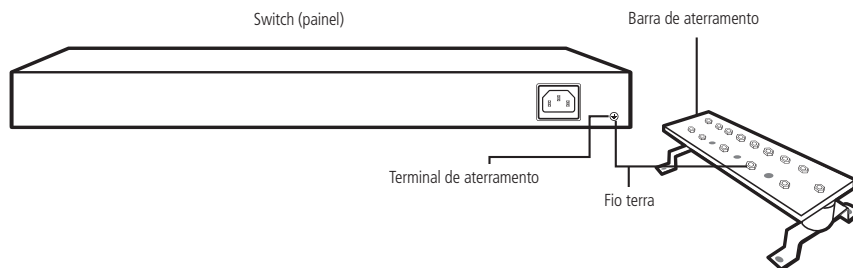 Switch (painel)
Barra de aterramento
Terminal de aterramento
Fio terra